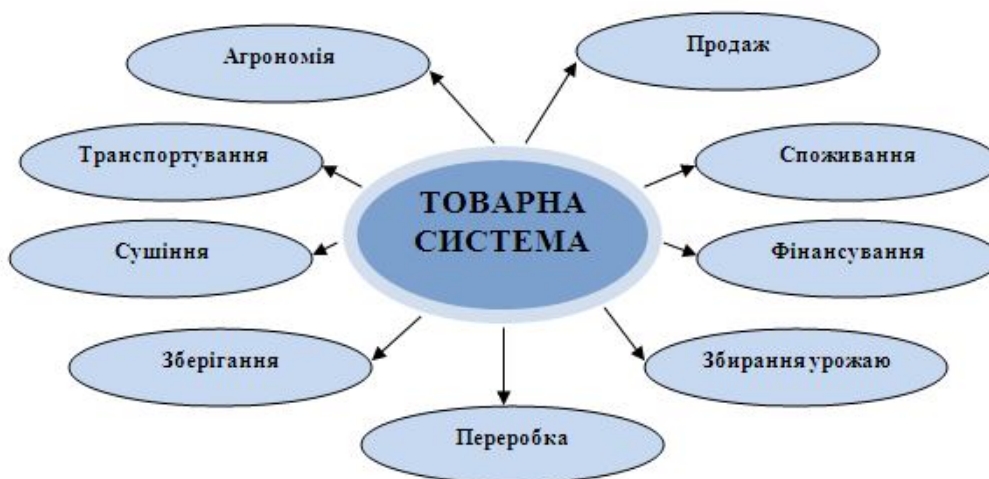 Агрономія
Продаж
Транспортування
Споживання
ТОВАРНА
СИСТЕМА
Сушіння
Фінансування
Зберігання
Збирання урожаю
Переробка